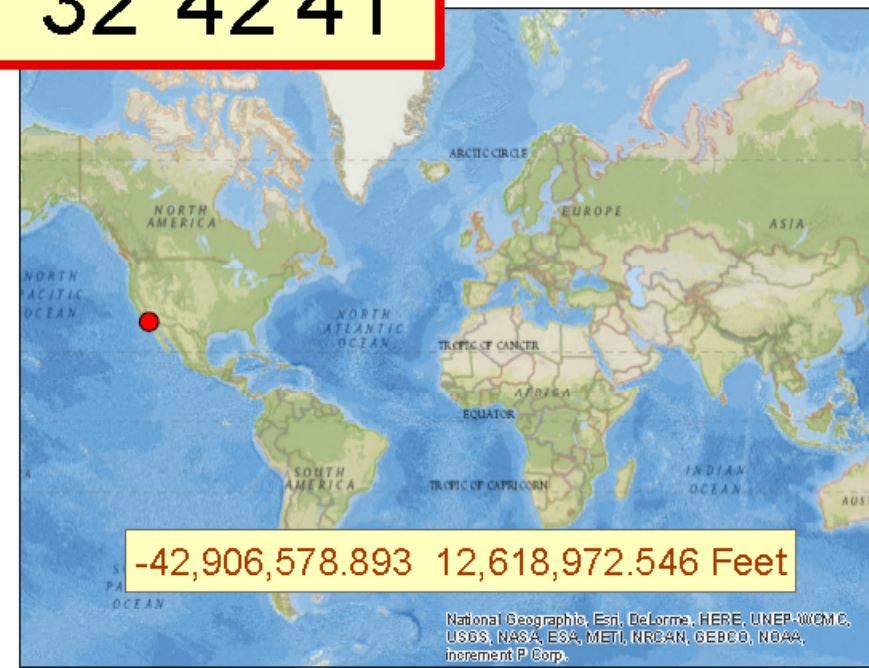 32 42 41
ARCTIC CIRCLE
NORTH
AMERICA
EUROPE
ASIA
NORTH
PACIFIC
OCEAN
NORTH
ATLANTIC
OCEAN
TROPIC OF CANCER
AFRICA
EQUATOR
SOUTH
AMERICA
TROPIC OF CAPRICORN
INDIAN
OCEAN
AUS
-42,906,578.893 12,618,972.546 Feet
OCEAN
National Geographic, Esri, DeLorme, HERE, UNEP-WCMC,
USGS, NASA, ESA, METI, NRCAN, GEBCO, NOAA,
increment P Corp.